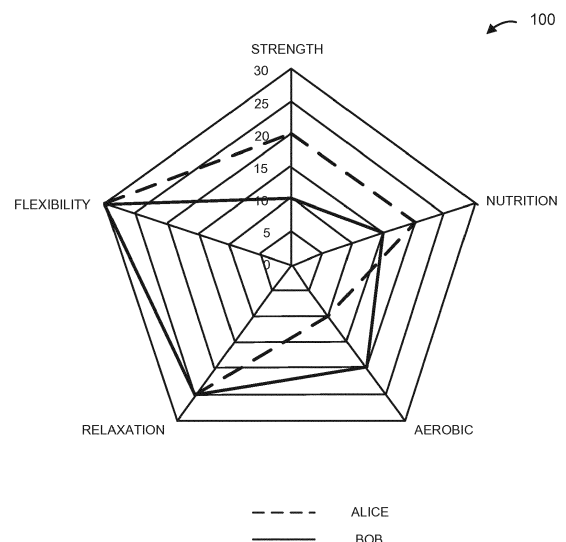 100
STRENGTH
30
25
20
15
10
5
0
FLEXIBILITY
NUTRITION
RELAXATION
AEROBIC
ALICE
BOB